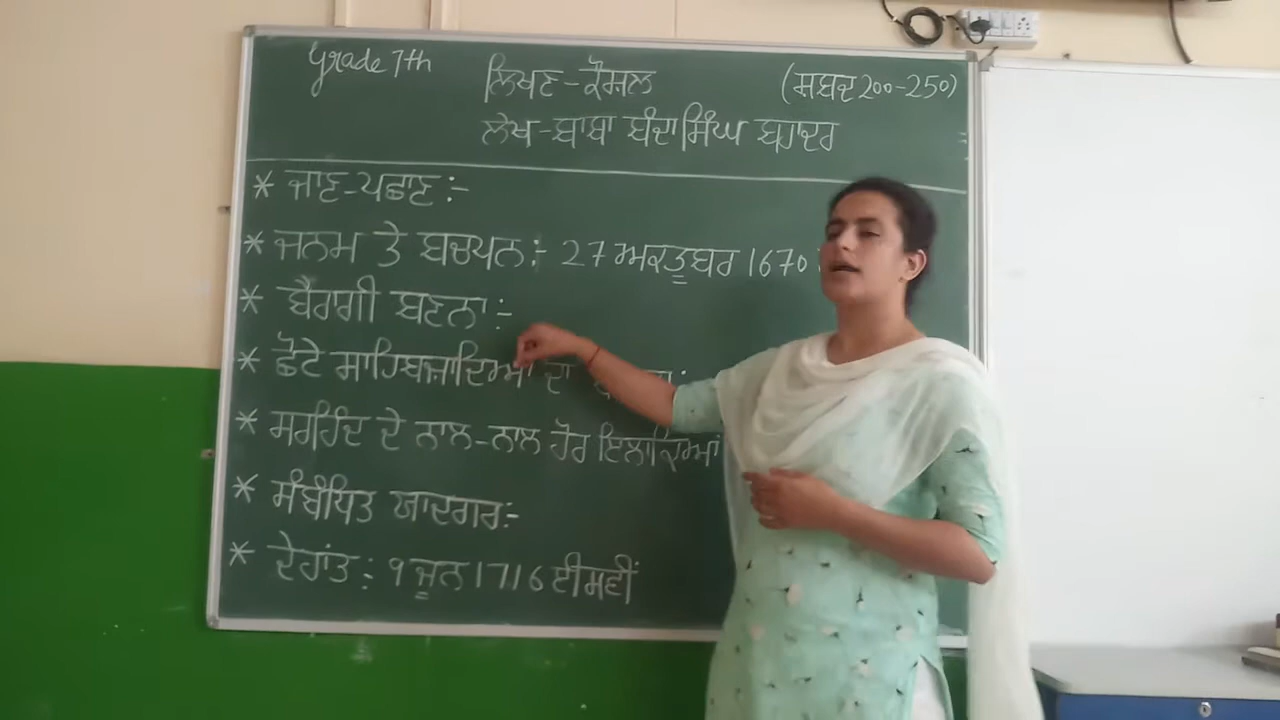 Grade 7th
ਲਿਖਣ-ਕੌਸ਼ਲ
(ਸ਼ਬਦ 200-250)
ਲੇਖ-ਬਾਬਾ ਬੰਦਾ ਸਿੰਘ ਬਹਾਦਰ
* ਜਾਣ-ਪਛਾਣ:-
* ਜਨਮ ਤੇ ਬਚਪਨ:- 27 ਅਕਤੂਬਰ 1670
* ਬੈਰਾਗੀ ਬਣਨਾ:-
* ਛੋਟੇ ਸਾਹਿਬਜ਼ਾਦਿਆਂ ਦਾ
* ਸਰਹਿੰਦ ਦੇ ਨਾਲ-ਨਾਲ ਹੋਰ ਇਲਾਕਿਆਂ
* ਸੰਬੰਧਿਤ ਯਾਦਗਰ:-
* ਦੇਹਾਂਤ: 9 ਜੂਨ 1716 ਈਸਵੀਂ